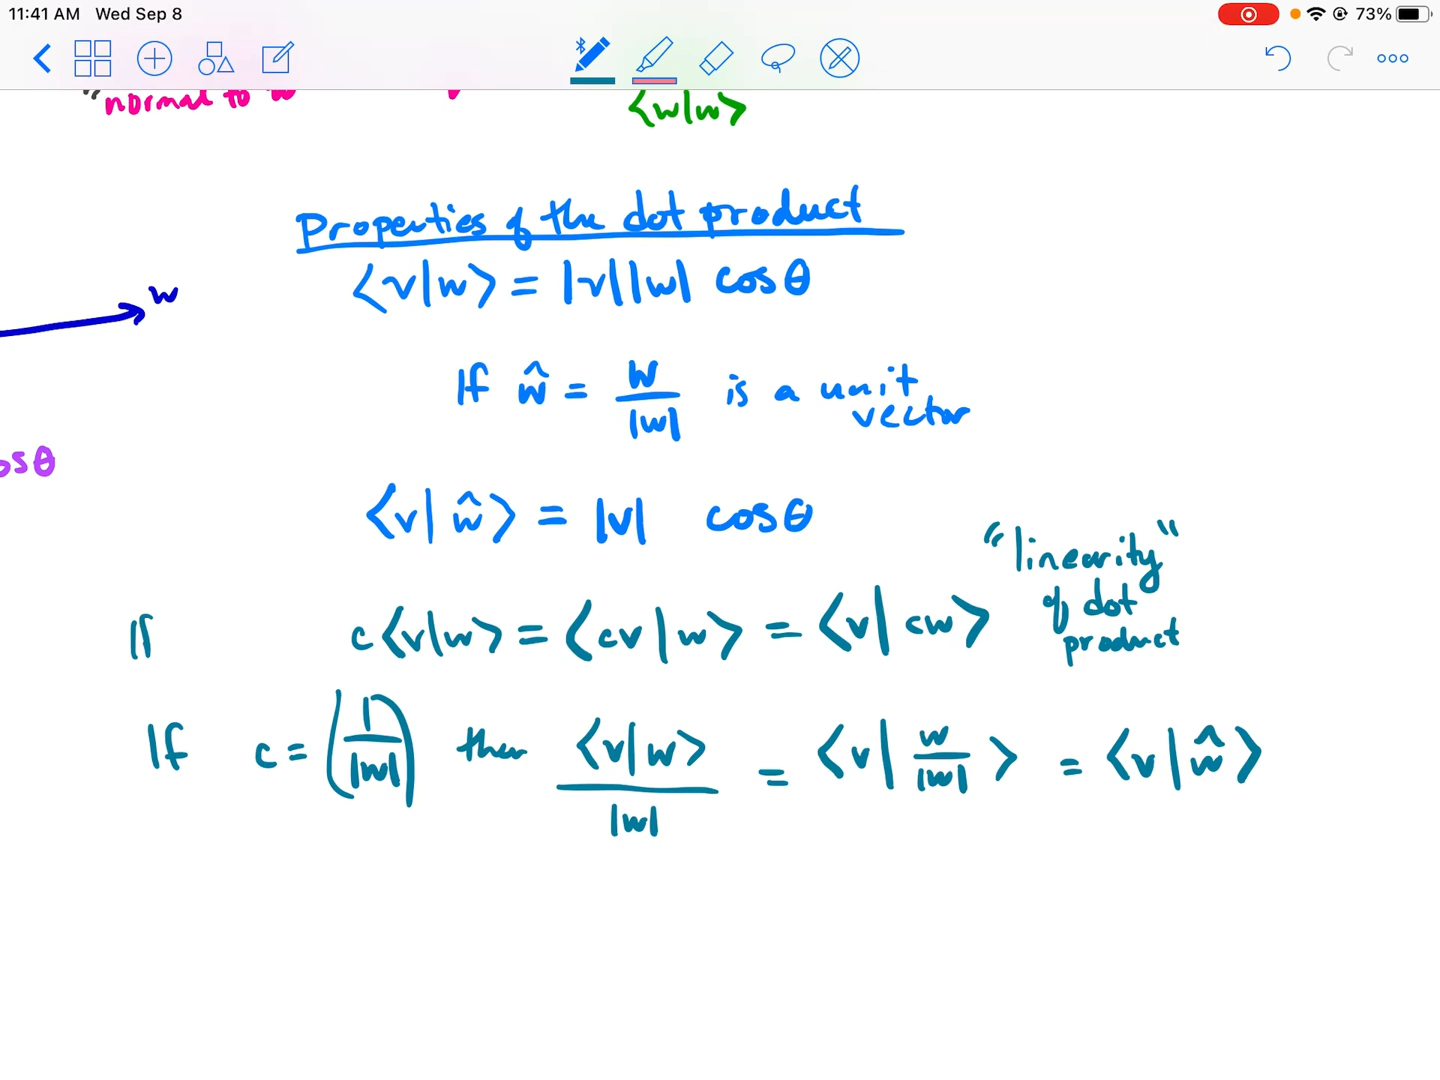 11:41 AM Wed Sep 8
73%
"normal to w
⟨w|w⟩
Properties of the dot product
⟨v|w⟩ = |v||w| cosθ
w
If ŵ = w/|w| is a unit vector
osθ
⟨v|ŵ⟩ = |v| cosθ
"linearity"
of dot
product
If c⟨v|w⟩ = ⟨cv|w⟩ = ⟨v|cw⟩
If c = (1/|w|) then ⟨v|w⟩/|w| = ⟨v|w/|w|⟩ = ⟨v|ŵ⟩